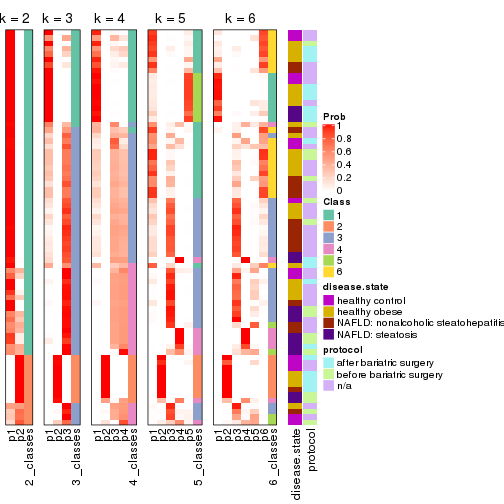 k = 2 k = 3 k = 4 k = 5 k = 6
Prob
1
0.8
0.6
0.4
0.2
0
Class
1
2
3
4
5
6
disease.state
healthy control
healthy obese
NAFLD: nonalcoholic steatohepatitis
NAFLD: steatosis
protocol
after bariatric surgery
before bariatric surgery
n/a
p1 p2 2_classes p1 p2 p3 3_classes p1 p2 p3 p4 4_classes p1 p2 p3 p4 p5 5_classes p1 p2 p3 p4 p5 p6 6_classes disease.state protocol